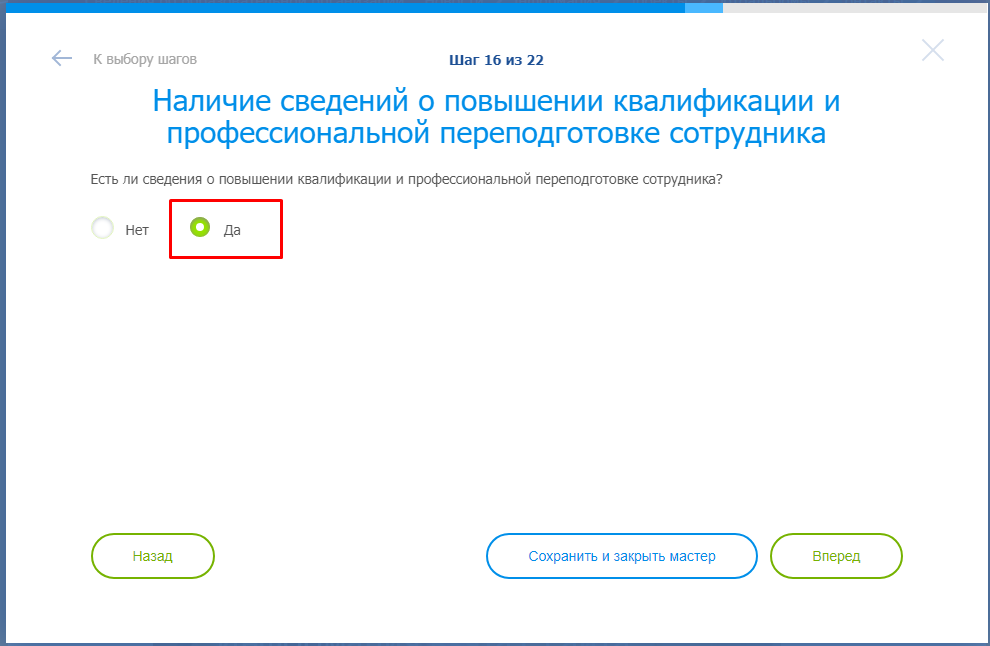 К выбору шагов
Шаг 16 из 22
Наличие сведений о повышении квалификации и
профессиональной переподготовке сотрудника
Есть ли сведения о повышении квалификации и профессиональной переподготовке сотрудника?
Нет
Да
Назад
Сохранить и закрыть мастер
Вперед